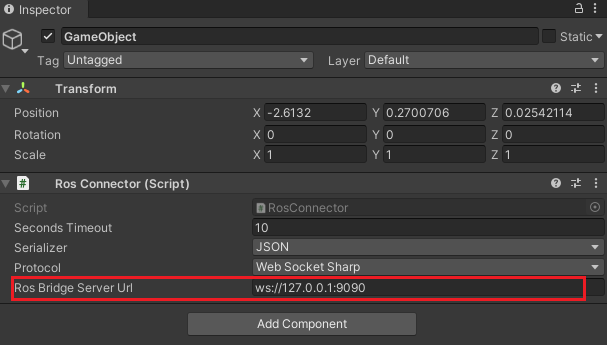 Inspector
GameObject Static
Tag Untagged Layer Default
Transform
Position X -2.6132 Y 0.2700706 Z 0.02542114
Rotation X 0 Y 0 Z 0
Scale X 1 Y 1 Z 1
# Ros Connector (Script)
Script # RosConnector
Seconds Timeout 10
Serializer JSON
Protocol Web Socket Sharp
Ros Bridge Server Url ws://127.0.0.1:9090
Add Component